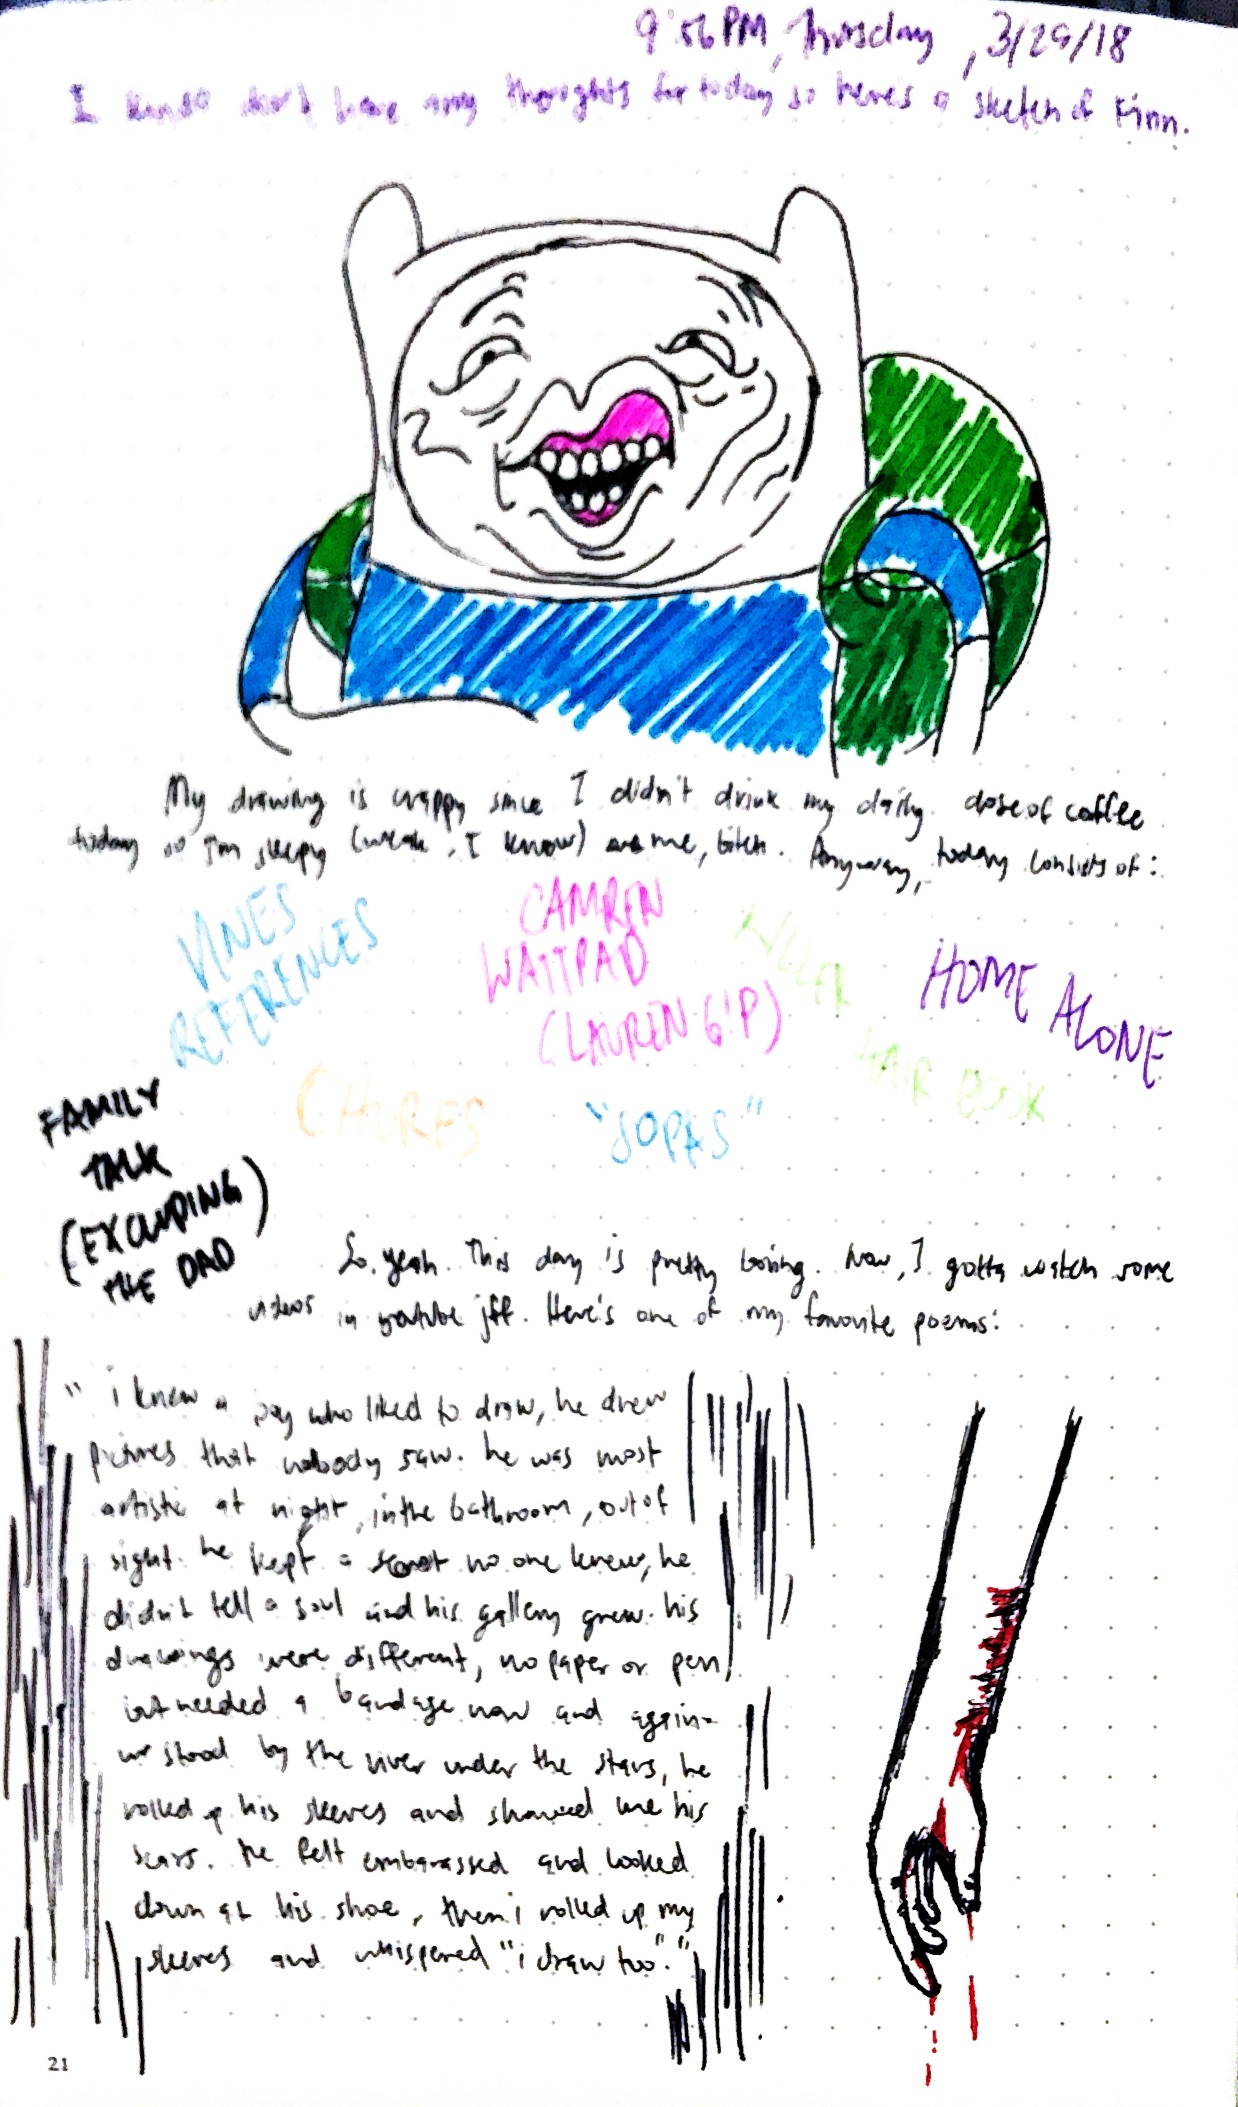 9:56 PM, Thursday, 3/29/18
I kinda don't have any thoughts for today so here's a sketch of Finn.
My drawing is crappy since I didn't drink my daily dose of coffee
today so I'm sleepy (weak, I know) me, bitch. Anyway, today consists of:
VINES
REFERENCES
CAMREN
WATTPAD
(LAUREN G!P)
HAIR BOOK
HOME ALONE
FAMILY
TALK
(EXCLUDING)
THE DAD
CHORES
"SOPAS"
So, yeah. This day is pretty boring. Now, I gotta watch some
videos in youtube jff. Here's one of my favorite poems:
"i knew a boy who liked to draw, he drew
pictures that nobody saw. he was most
artistic at night, in the bathroom, out of
sight. he kept a secret no one knew, he
didn't tell a soul and his gallery grew. his
drawings were different, no paper or pen,
but needed a bandage now and again.
we stood by the river under the stars, he
rolled up his sleeves and showed me his
scars. he felt embarassed and looked
down at his shoe, then i rolled up my
sleeves and whispered "i draw too"."
21